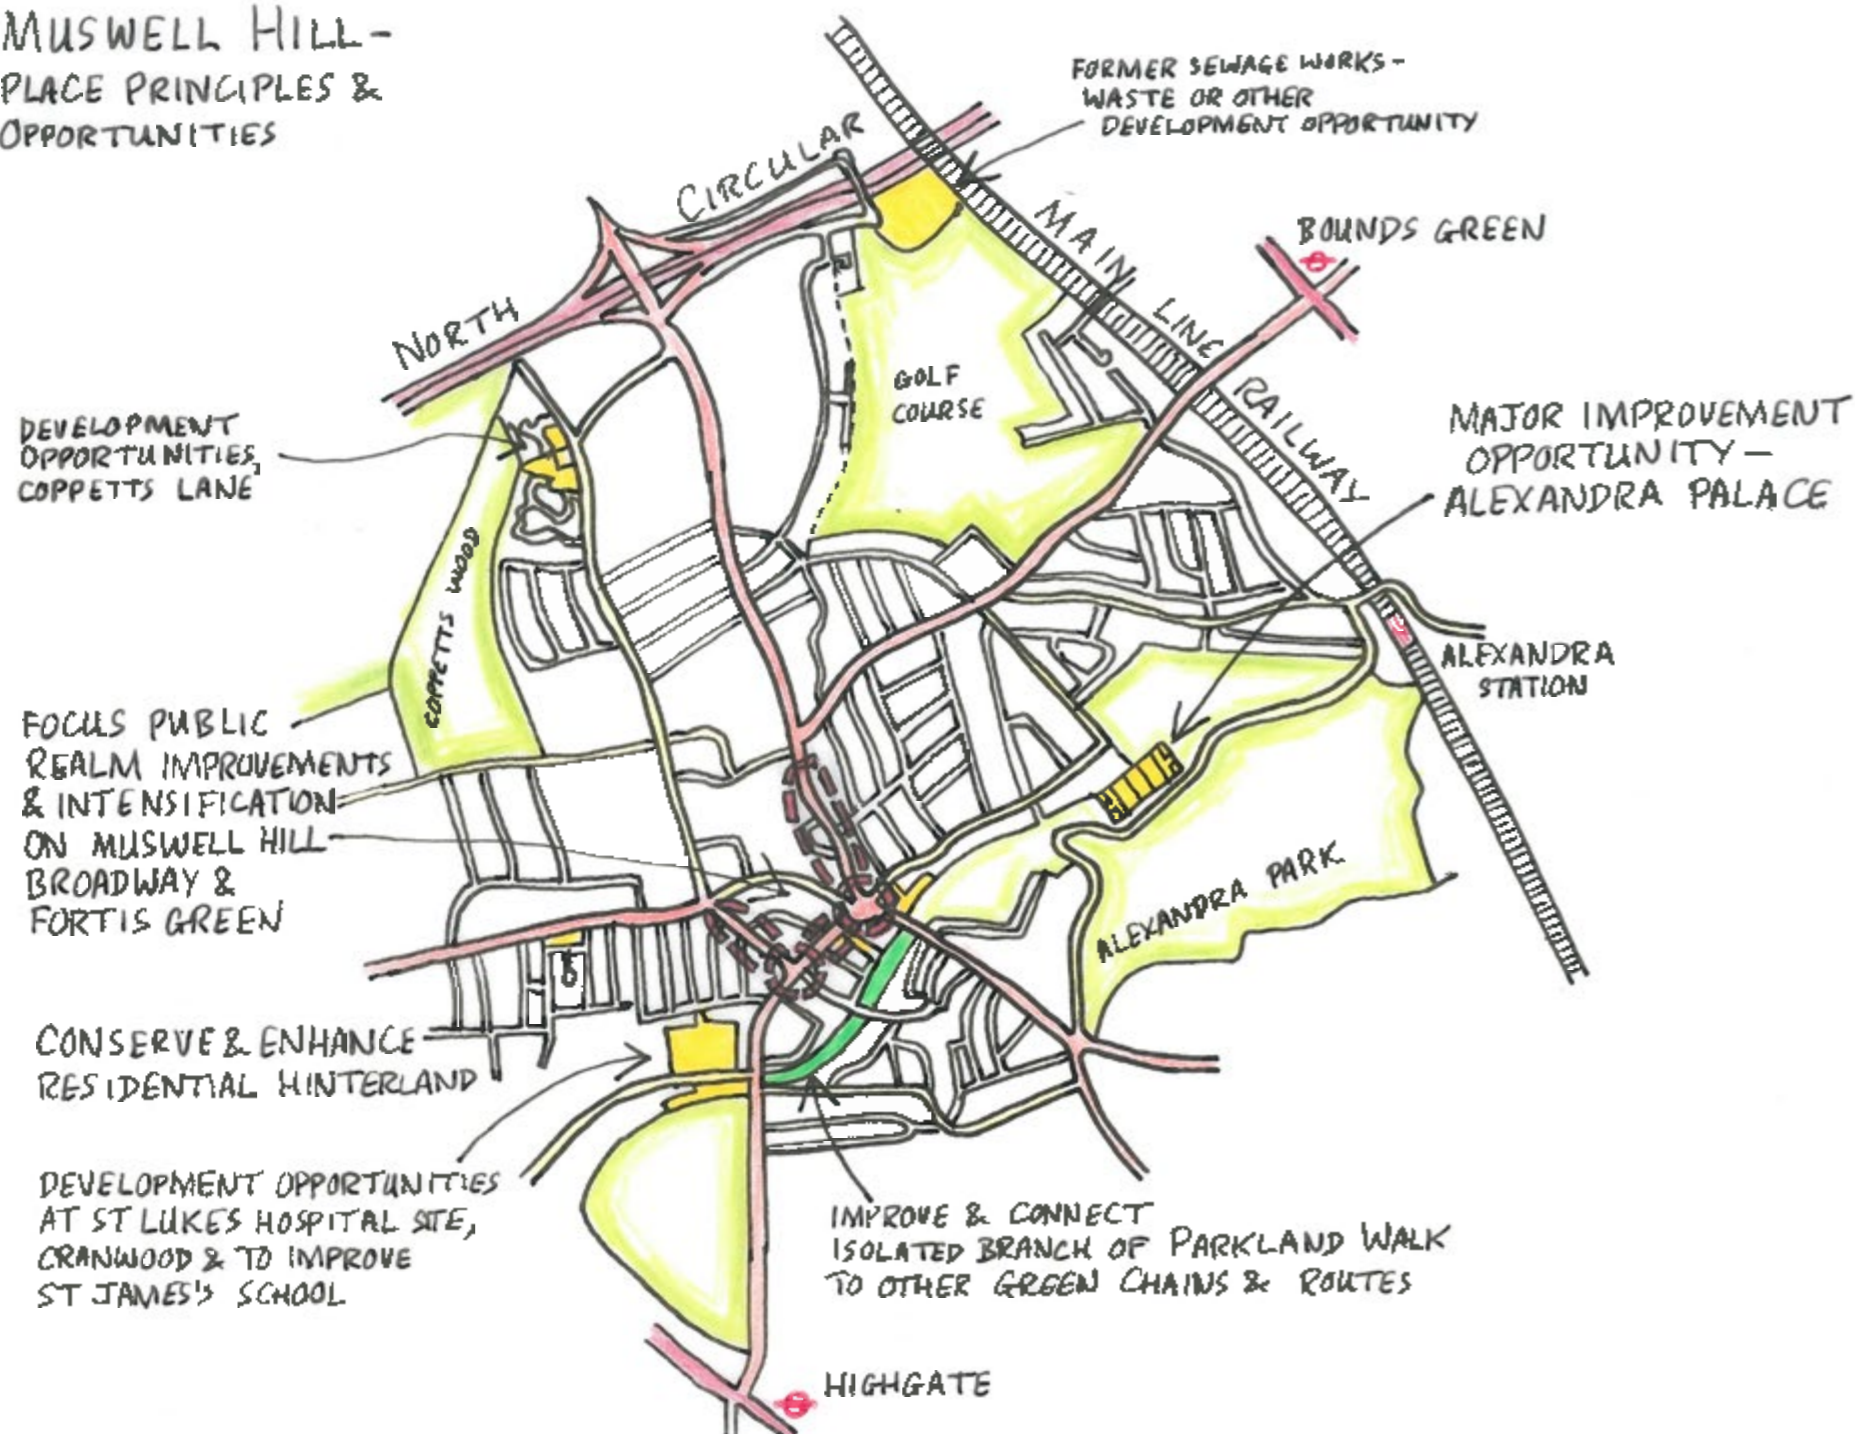 MUSWELL HILL-
PLACE PRINCIPLES &
OPPORTUNITIES
FORMER SEWAGE WORKS-
WASTE OR OTHER
DEVELOPMENT OPPORTUNITY
NORTH CIRCULAR
MAIN LINE RAILWAY
BOUNDS GREEN
GOLF
COURSE
DEVELOPMENT
OPPORTUNITIES,
COPPETTS LANE
MAJOR IMPROVEMENT
OPPORTUNITY-
ALEXANDRA PALACE
COPPETTS WOOD
ALEXANDRA
STATION
FOCUS PUBLIC
REALM IMPROVEMENTS
& INTENSIFICATION
ON MUSWELL HILL
BROADWAY &
FORTIS GREEN
ALEXANDRA PARK
CONSERVE & ENHANCE
RESIDENTIAL HINTERLAND
DEVELOPMENT OPPORTUNITIES
AT ST LUKES HOSPITAL SITE,
CRANWOOD & TO IMPROVE
ST JAMES'S SCHOOL
IMPROVE & CONNECT
ISOLATED BRANCH OF PARKLAND WALK
TO OTHER GREEN CHAINS & ROUTES
HIGHGATE